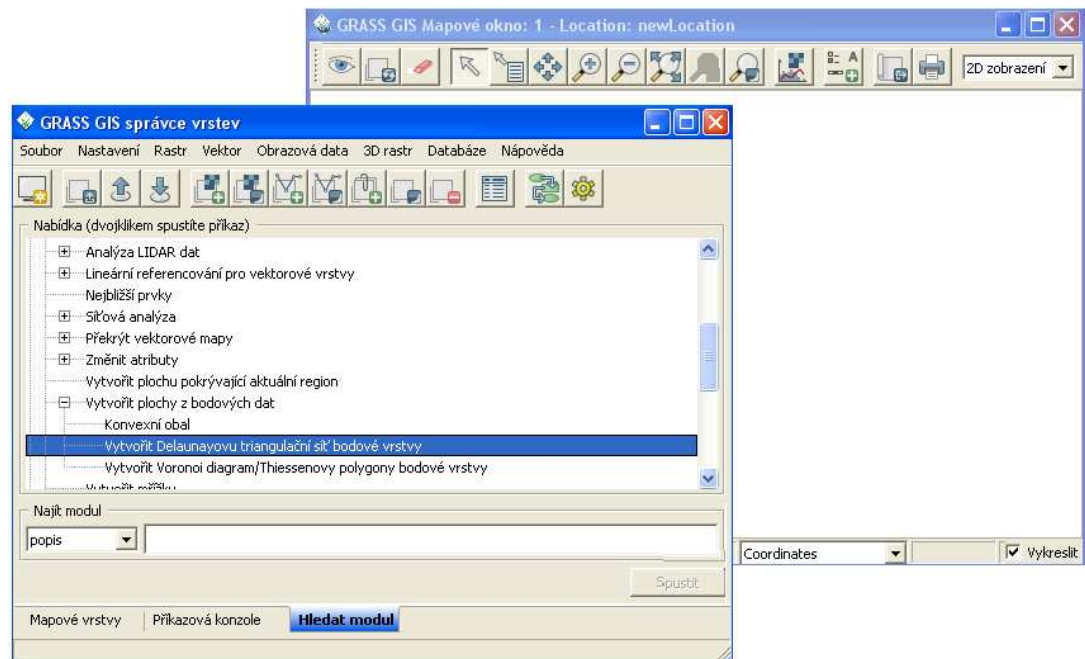 GRASS GIS Mapové okno: 1 - Location: newLocation
2D zobrazení
GRASS GIS správce vrstev
Soubor Nastavení Rastr Vektor Obrazová data 3D rastr Databáze Nápověda
Nabídka (dvojklikem spustíte příkaz)
Analýza LIDAR dat
Lineární referencování pro vektorové vrstvy
Nejbližší prvky
Síťová analýza
Překrýt vektorové mapy
Změnit atributy
Vytvořit plochu pokrývající aktuální region
Vytvořit plochy z bodových dat
Konvexní obal
Vytvořit Delaunayovu triangulační síť bodové vrstvy
Vytvořit Voronoi diagram/Thiessenovy polygony bodové vrstvy
Vytvořit mřížku
Najít modul
popis
Coordinates Vykreslit
Spustit
Mapové vrstvy Příkazová konzole Hledat modul